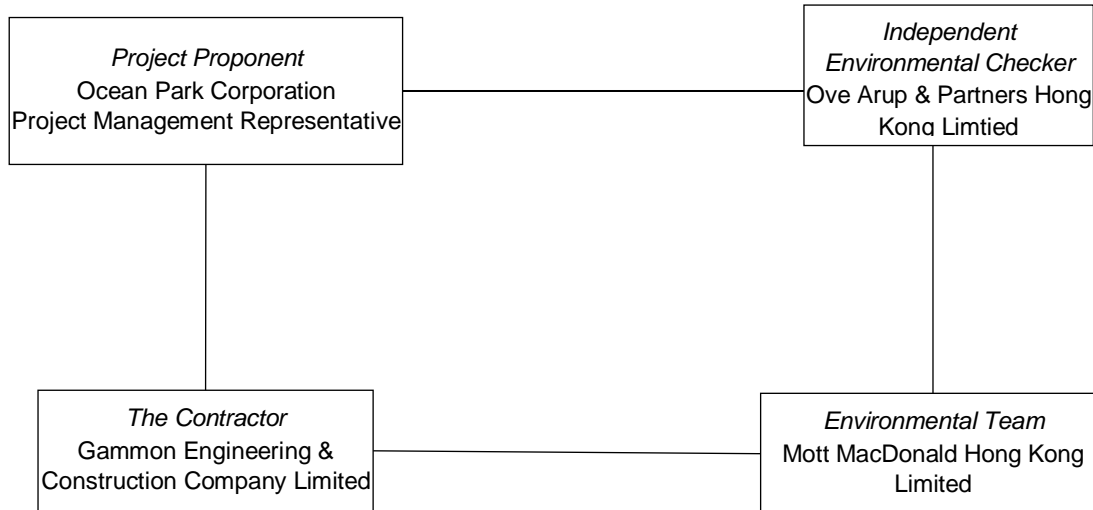 Project Proponent
Ocean Park Corporation
Project Management Representative
Independent
Environmental Checker
Ove Arup & Partners Hong
Kong Limtied
The Contractor
Gammon Engineering &
Construction Company Limited
Environmental Team
Mott MacDonald Hong Kong
Limited